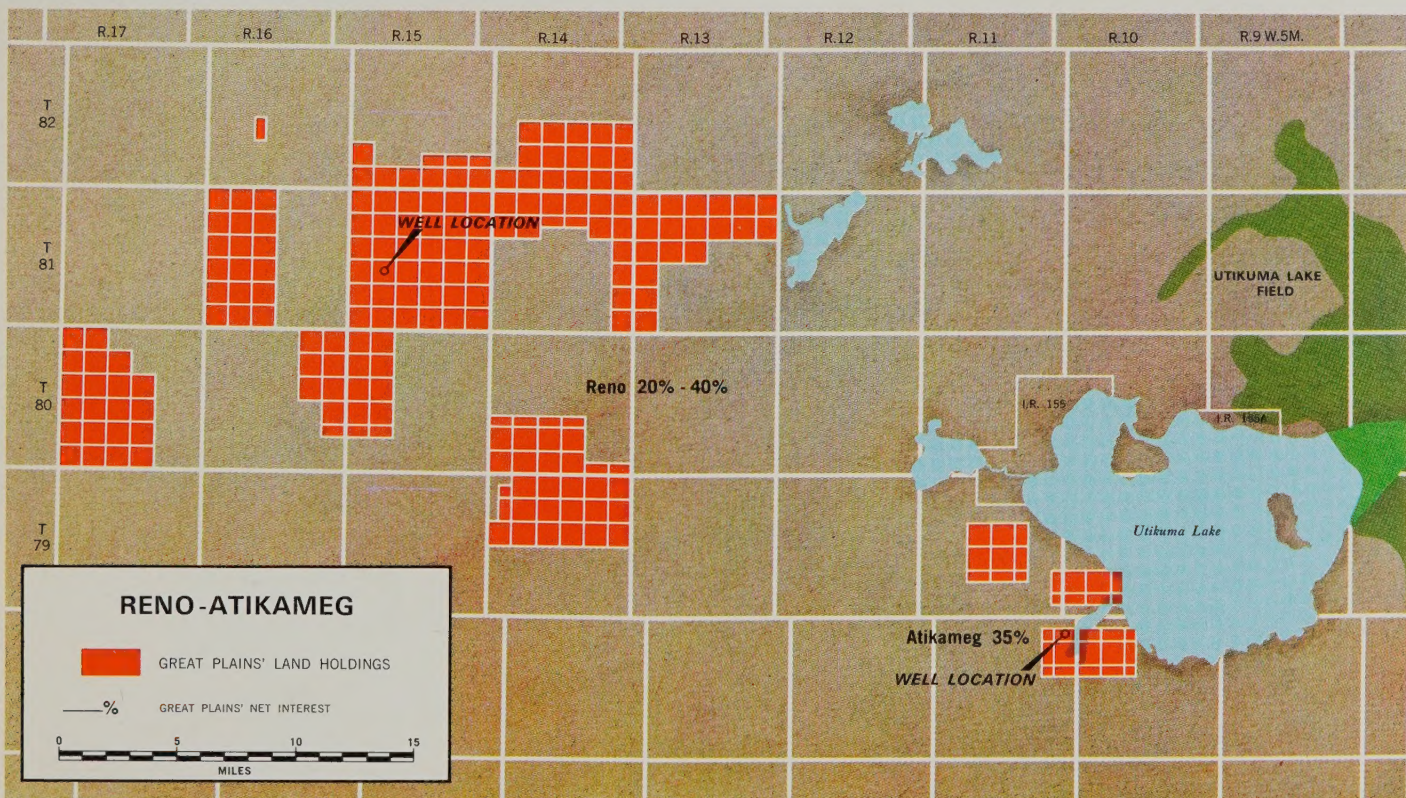 R.17 R.16 R.15 R.14 R.13 R.12 R.11 R.10 R.9 W.5M.
T
82
WELL LOCATION
T
81
UTIKUMA LAKE
FIELD
Reno 20% - 40%
T
80
I.R. 155
I.R. 155A
T
79
Utikuma Lake
Atikameg 35%
WELL LOCATION
RENO-ATIKAMEG
GREAT PLAINS' LAND HOLDINGS
% GREAT PLAINS' NET INTEREST
0 5 10 15
MILES